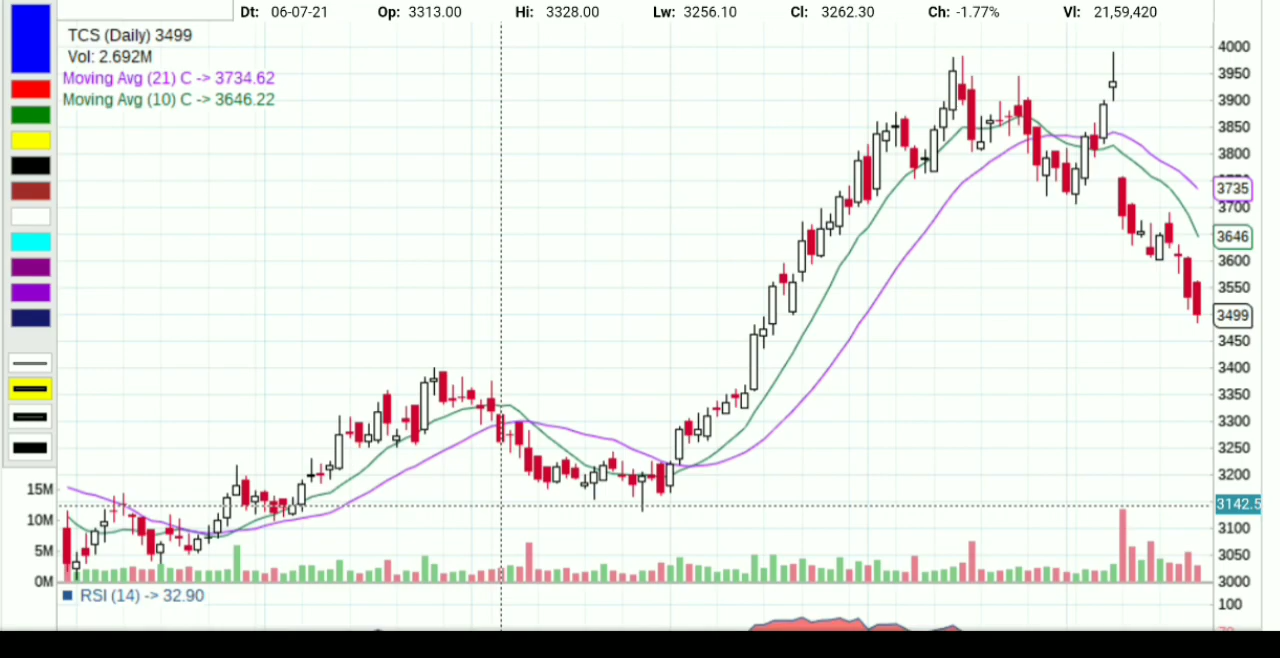 Dt: 06-07-21 Op: 3313.00 Hi: 3328.00 Lw: 3256.10 Cl: 3262.30 Ch: -1.77% Vl: 21,59,420
TCS (Daily) 3499
Vol: 2.692M
Moving Avg (21) C -> 3734.62
Moving Avg (10) C -> 3646.22
4000
3950
3900
3850
3800
3735
3700
3646
3600
3550
3499
3450
3400
3350
3300
3250
3200
3142.5
3100
3050
3000
15M
10M
5M
0M
RSI (14) -> 32.90
100